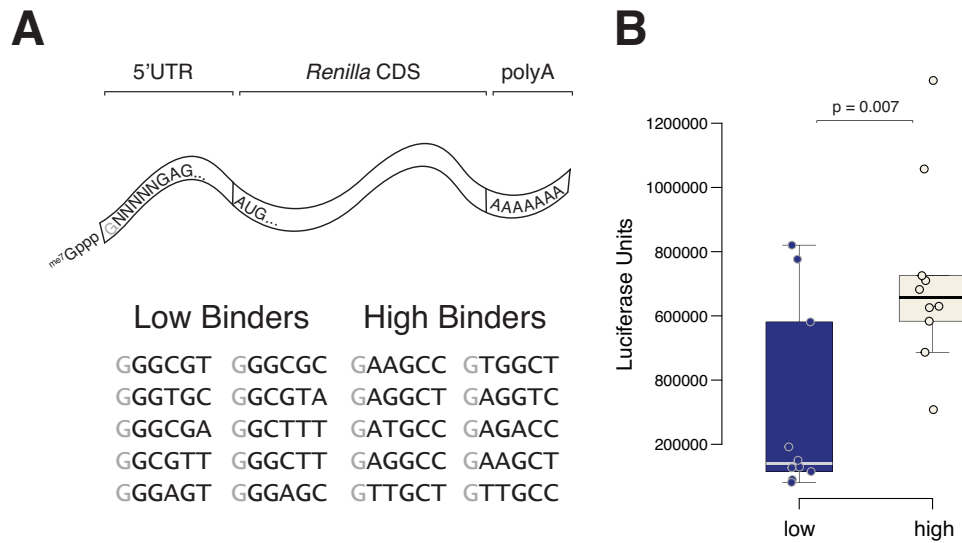 A
5'UTR Renilla CDS polyA
me7Gppp GNNNNNGAG... AUG... AAAAAAA
Low Binders High Binders
GGGCGT GGGCGC GAAGCC GTGGCT
GGGTGC GGCGTA GAGGCT GAGGTC
GGGCGA GGCTTT GATGCC GAGACC
GGCGTT GGGCTT GAGGCC GAAGCT
GGGAGT GGGAGC GTTGCT GTTGCC
B
p = 0.007
Luciferase Units
1200000
1000000
800000
600000
800000
200000
low high